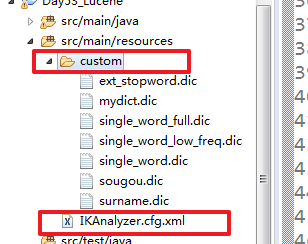 Day53_Lucene
src/main/java
src/main/resources
custom
ext_stopword.dic
mydict.dic
single_word_full.dic
single_word_low_freq.dic
single_word.dic
sougou.dic
surname.dic
IKAnalyzer.cfg.xml
src/test/java